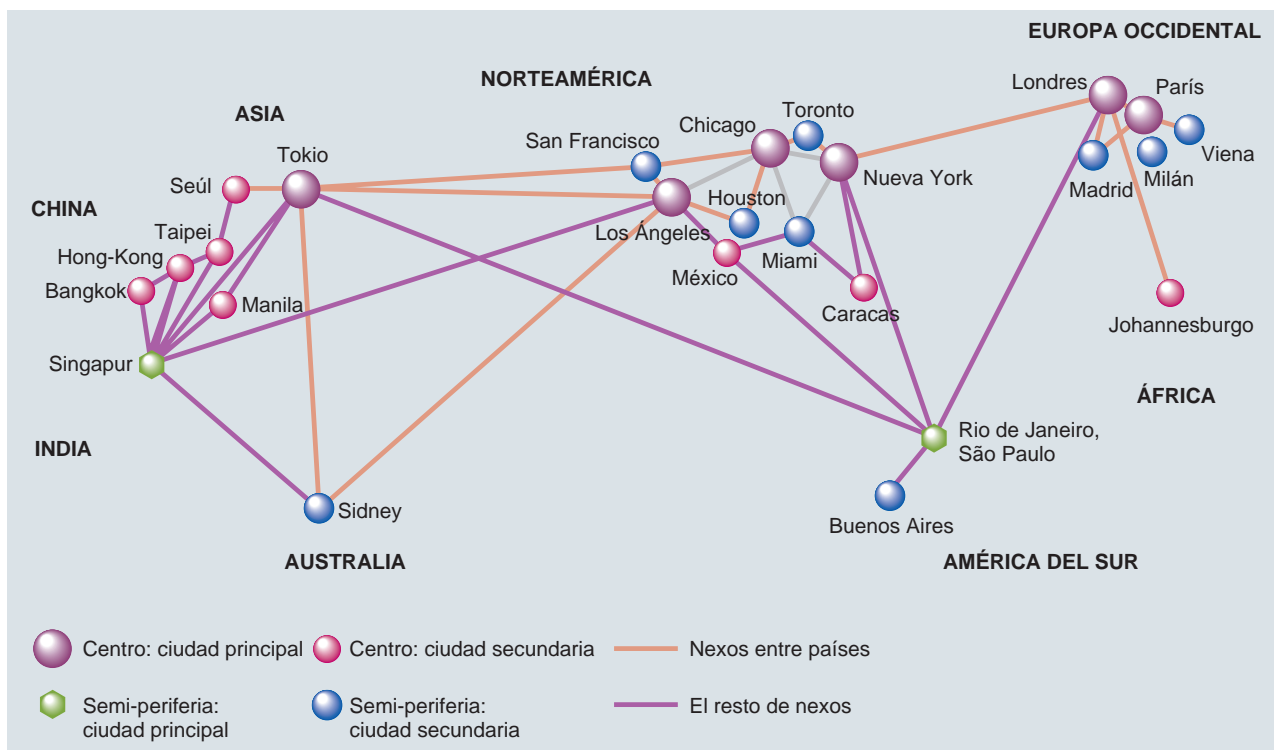 EUROPA OCCIDENTAL
Londres
París
NORTEAMÉRICA
Toronto
Chicago
ASIA
San Francisco
Tokio
Viena
Nueva York
Milán
Madrid
Seúl
Houston
CHINA
Los Ángeles
Taipei
Miami
Hong-Kong
México
Bangkok
Manila
Caracas
Johannesburgo
Singapur
ÁFRICA
Rio de Janeiro,
São Paulo
INDIA
Sidney
Buenos Aires
AUSTRALIA
AMÉRICA DEL SUR
Centro: ciudad principal
Centro: ciudad secundaria
Nexos entre países
Semi-periferia:
ciudad principal
Semi-periferia:
ciudad secundaria
El resto de nexos